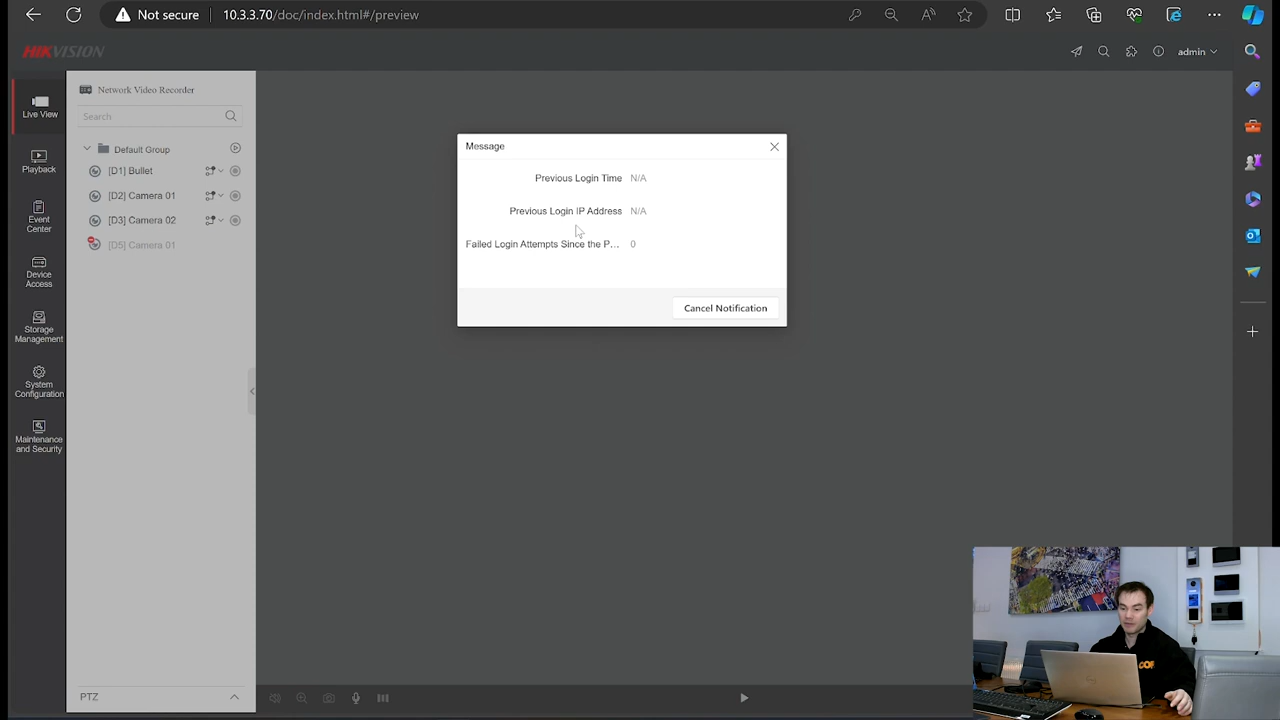 Not secure
10.3.3.70/doc/index.html#/preview
HIKVISION
admin
Live View
Playback
Event
Center
Device
Access
Storage
Management
System
Configuration
Maintenance
and Security
Network Video Recorder
Search
Default Group
[D1] Bullet
[D2] Camera 01
[D3] Camera 02
[D5] Camera 01
PTZ
Message
Previous Login Time N/A
Previous Login IP Address N/A
Failed Login Attempts Since the P... 0
Cancel Notification